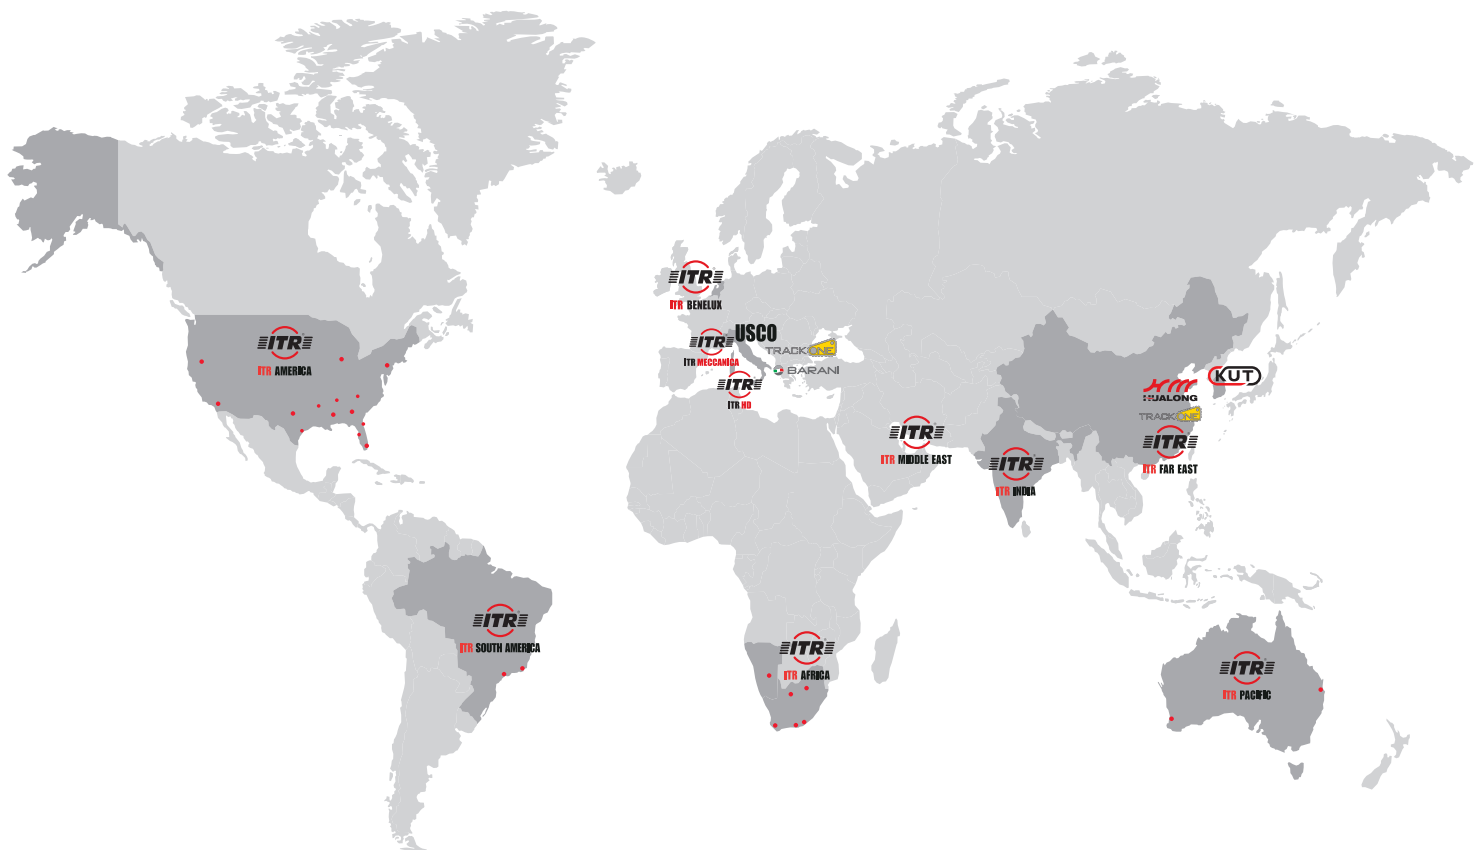 ITR
ITR BENELUX
ITR
ITR AMERICA
USCO
ITR
ITR MECCANICA
TRACKONE
BARANI
ITR
ITR HD
KUT
HUALONG
TRACKONE
ITR
ITR MIDDLE EAST
ITR
ITR FAR EAST
ITR
ITR INDIA
ITR
ITR SOUTH AMERICA
ITR
ITR AFRICA
ITR
ITR PACIFIC